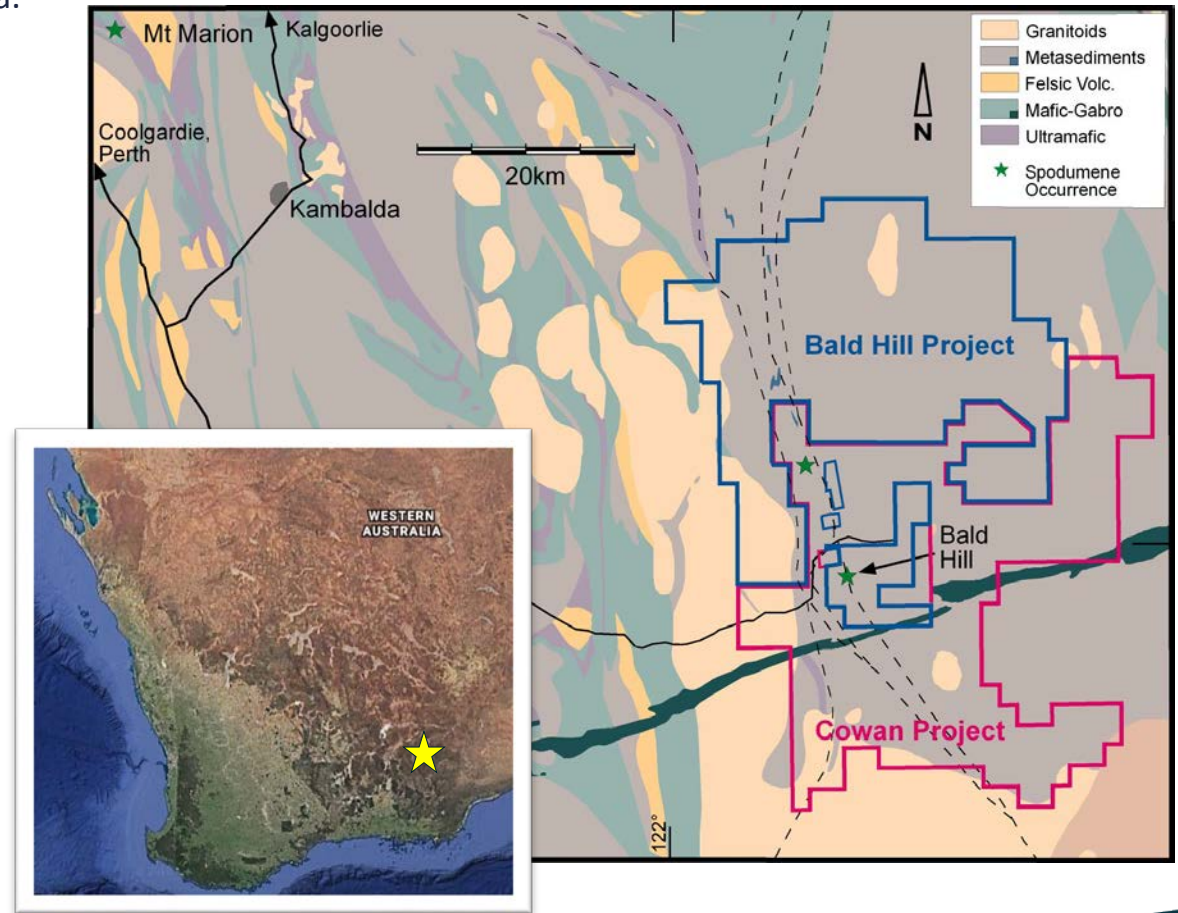 a.
Mt Marion
Kalgoorlie
Coolgardie,
Perth
Kambalda
20km
N
Granitoids
Metasediments
Felsic Volc.
Mafic-Gabro
Ultramafic
Spodumene
Occurrence
Bald Hill Project
Bald
Hill
Cowan Project
122°
WESTERN
AUSTRALIA